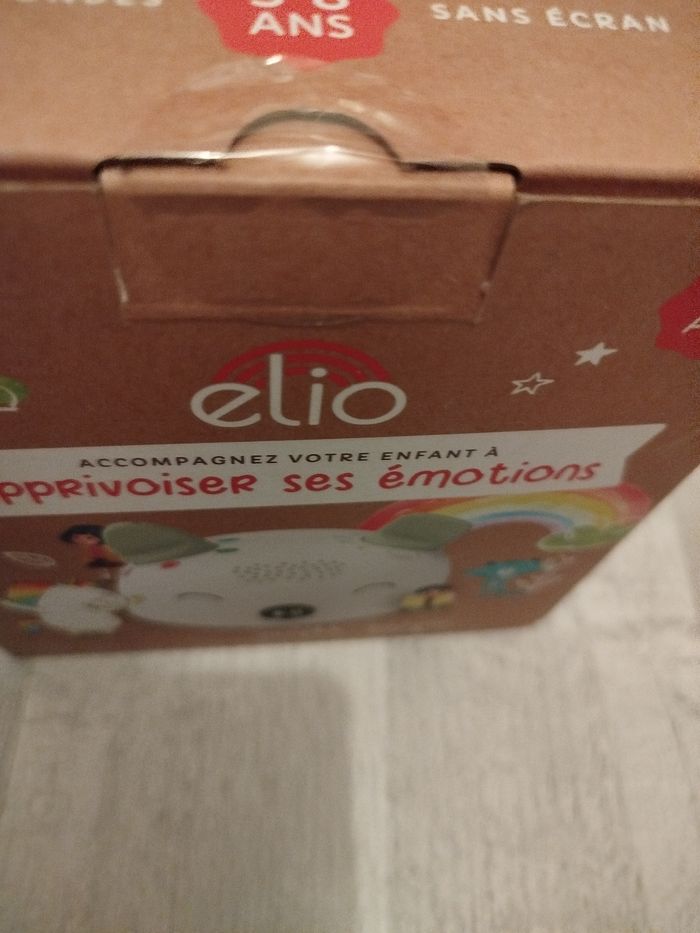 ANS
SANS ÉCRAN
elio
ACCOMPAGNEZ VOTRE ENFANT À
pprivoiser ses émotions